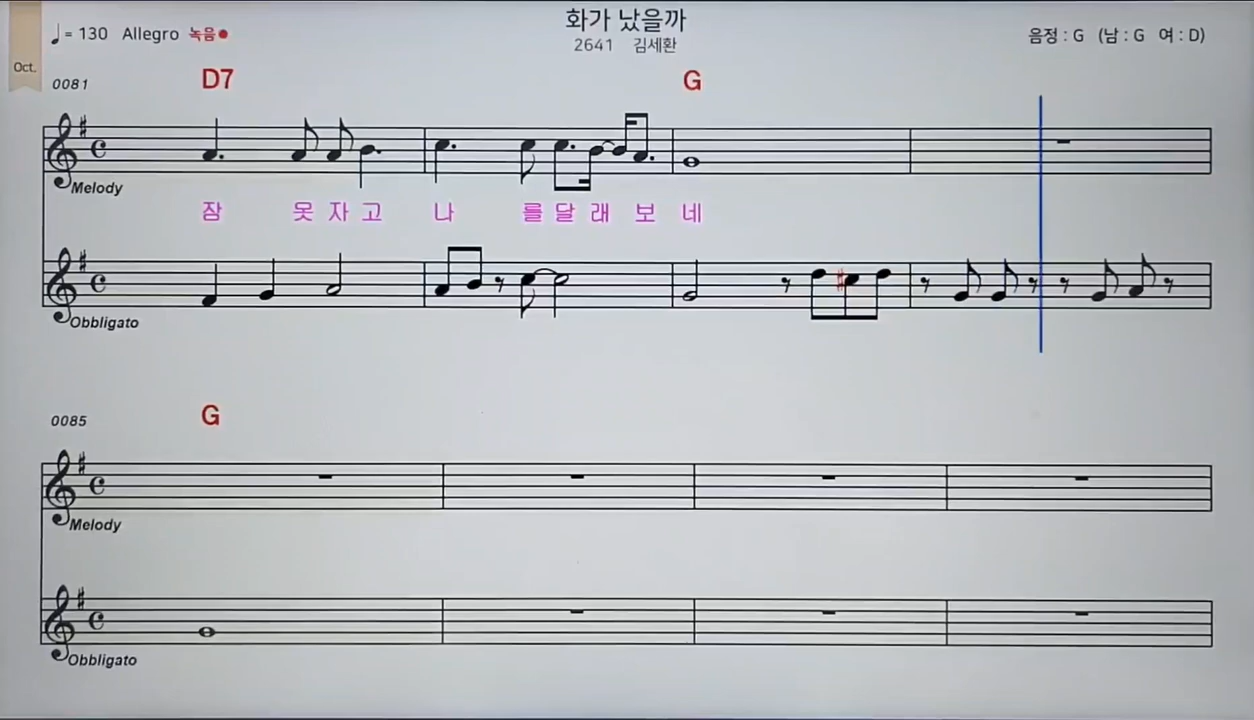 화가 났을까
♩= 130 Allegro 녹음●
2641 김세환
음정 : G (남 : G 여 : D)
Oct.
0081
D7 G
Melody
잠 못 자 고 나 를 달 래 보 네
Obbligato
0085
G
Melody
Obbligato